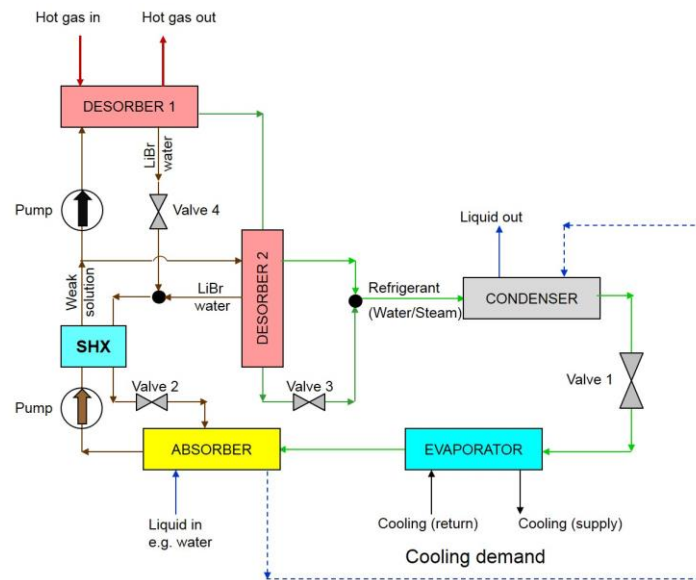 Hot gas in
Hot gas out
DESORBER 1
LiBr
water
Pump
Valve 4
Liquid out
Weak
solution
LiBr
water
DESORBER 2
Refrigerant
(Water/Steam)
CONDENSER
SHX
Valve 2
Valve 3
Valve 1
Pump
ABSORBER
EVAPORATOR
Liquid in
e.g. water
Cooling (return)
Cooling (supply)
Cooling demand